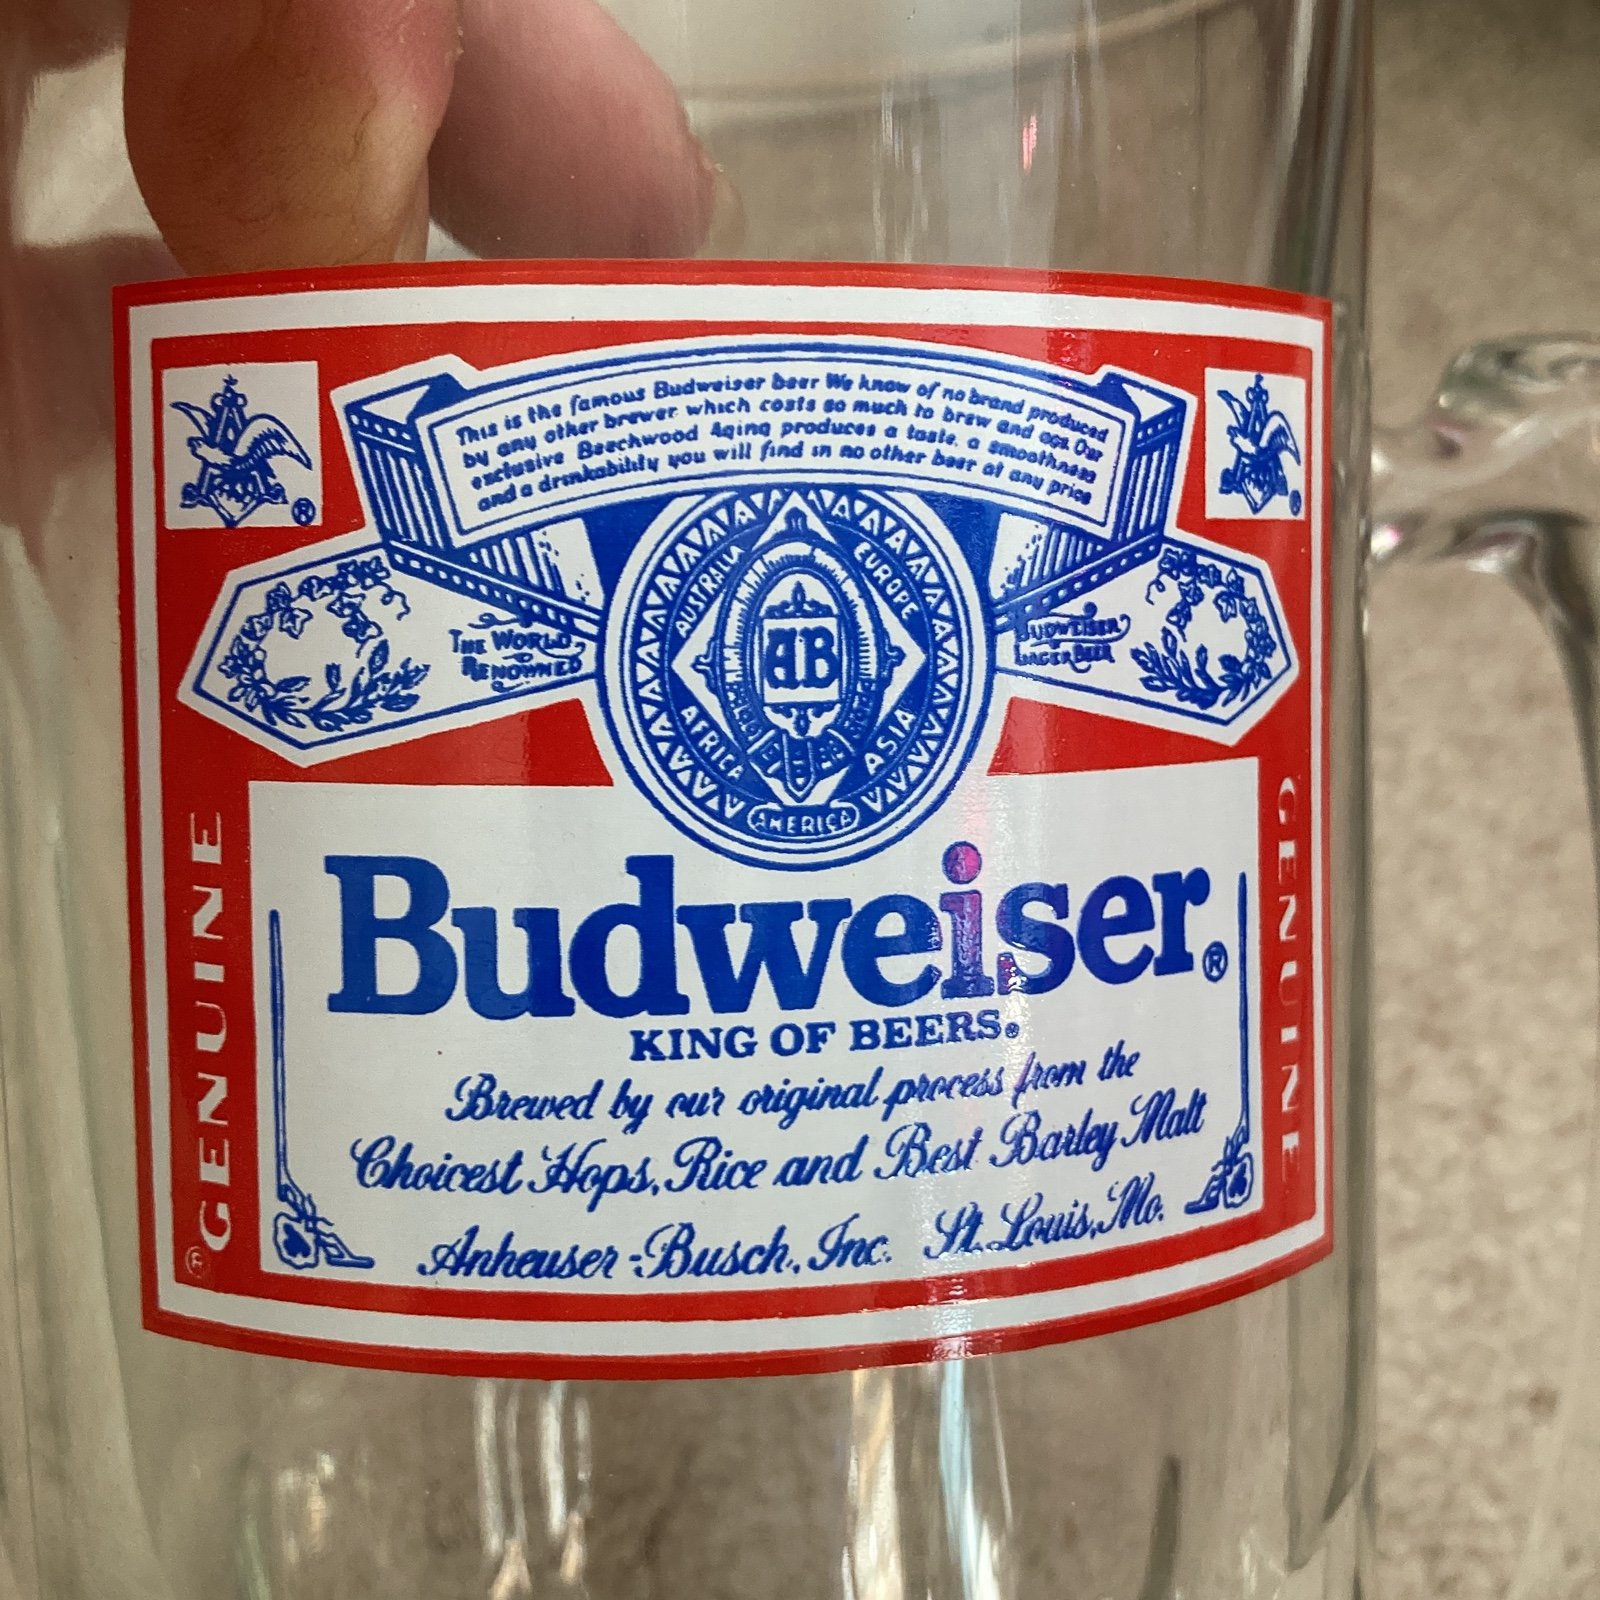 This is the famous Budweiser beer We know of no brand produced
by any other brewer which costs so much to brew and age. Our
exclusive Beechwood Aging produces a taste, a smoothness
and a drinkability you will find in no other beer at any price
®
®
AUSTRALIA
EUROPE
AB
AFRICA
ASIA
AMERICA
THE WORLD
RENOWNED
BUDWEISER
LAGER BEER
GENUINE
®
GENUINE
Budweiser®
KING OF BEERS®
Brewed by our original process from the
Choicest Hops, Rice and Best Barley Malt
Anheuser-Busch, Inc. St. Louis, Mo.